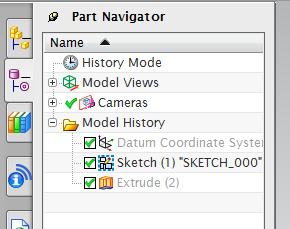 Part Navigator
Name
History Mode
Model Views
Cameras
Model History
Datum Coordinate System
Sketch (1) "SKETCH_000"
Extrude (2)